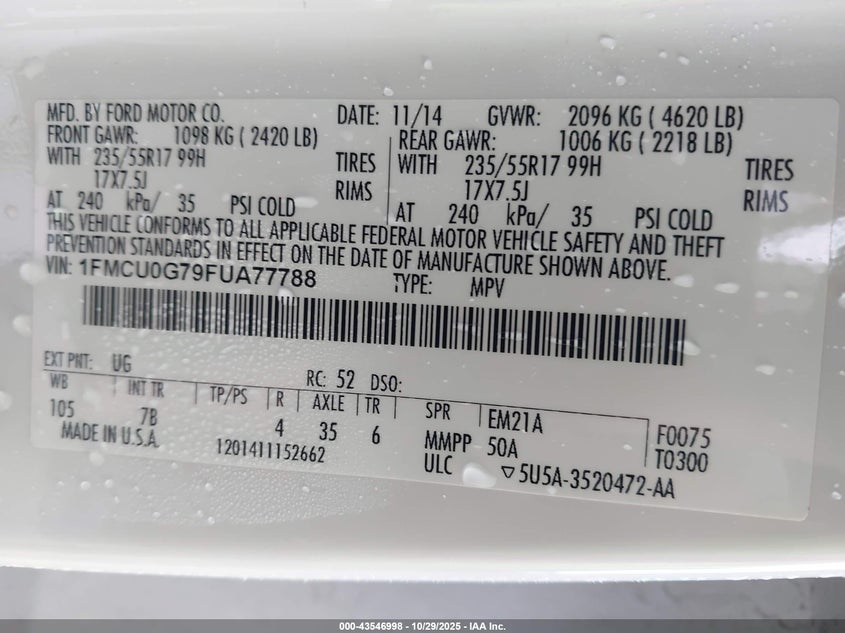 MFD. BY FORD MOTOR CO. DATE: 11/14 GVWR: 2096 KG ( 4620 LB)
FRONT GAWR: 1098 KG ( 2420 LB) REAR GAWR: 1006 KG ( 2218 LB)
WITH 235/55R17 99H TIRES WITH 235/55R17 99H TIRES
17X7.5J RIMS 17X7.5J RIMS
AT 240 kPa/ 35 PSI COLD AT 240 kPa/ 35 PSI COLD
THIS VEHICLE CONFORMS TO ALL APPLICABLE FEDERAL MOTOR VEHICLE SAFETY AND THEFT
PREVENTION STANDARDS IN EFFECT ON THE DATE OF MANUFACTURE SHOWN ABOVE.
VIN: 1FMCU0G79FUA77788 TYPE: MPV
EXT PNT: UG RC: 52 DSO:
WB INT TR TP/PS R AXLE TR SPR EM21A F0075
105 7B 4 35 6 MMPP 50A T0300
MADE IN U.S.A. 1201411152662 ULC ▽5U5A-3520472-AA
000-43546998 - 10/29/2025 - IAA Inc.